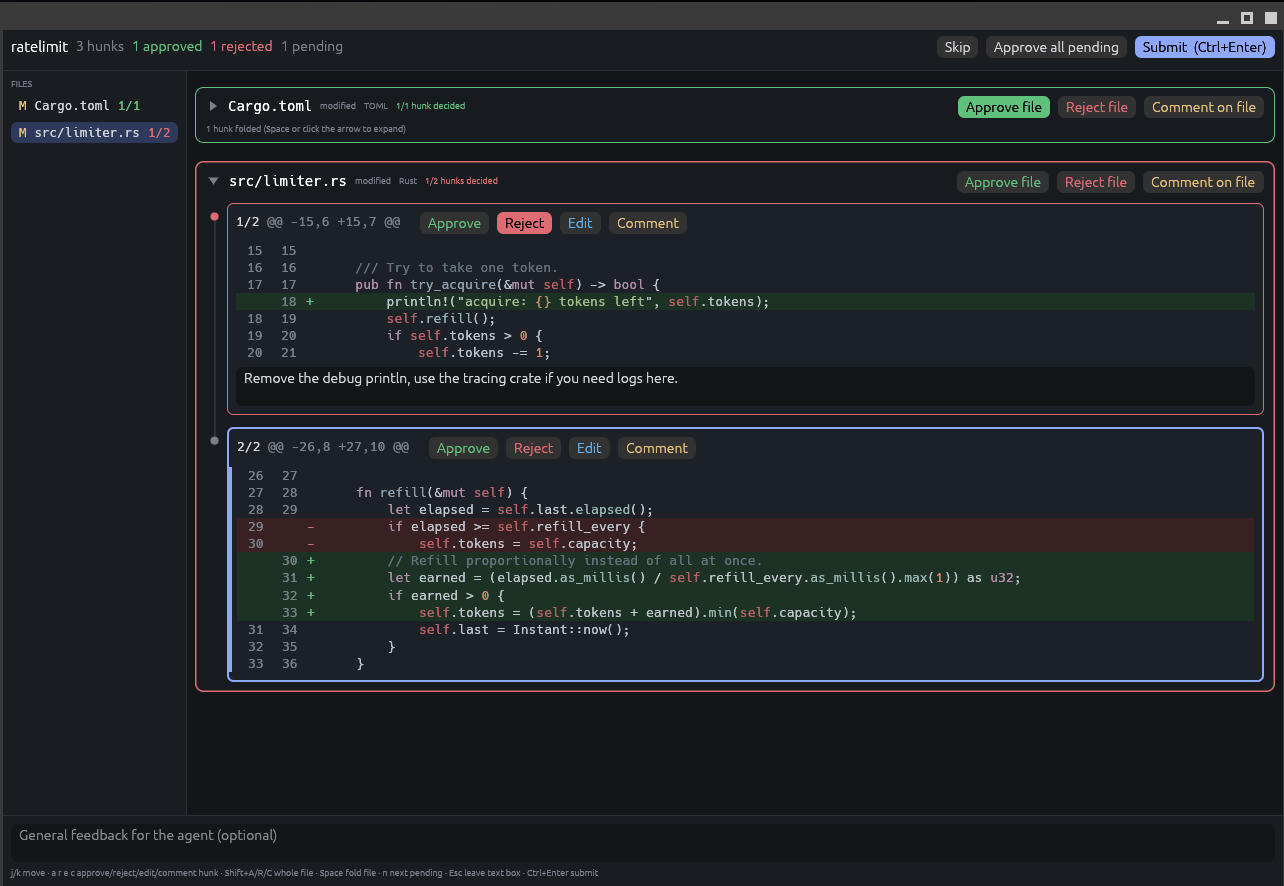 ratelimit 3 hunks 1 approved 1 rejected 1 pending Skip Approve all pending Submit (Ctrl+Enter)
FILES
M Cargo.toml 1/1
M src/limiter.rs 1/2
Cargo.toml modified TOML 1/1 hunk decided Approve file Reject file Comment on file
1 hunk folded (Space or click the arrow to expand)
src/limiter.rs modified Rust 1/2 hunks decided Approve file Reject file Comment on file
1/2 @@ -15,6 +15,7 @@ Approve Reject Edit Comment
15 15
16 16 /// Try to take one token.
17 17 pub fn try_acquire(&mut self) -> bool {
18 + println!("acquire: {} tokens left", self.tokens);
18 19 self.refill();
19 20 if self.tokens > 0 {
20 21 self.tokens -= 1;
Remove the debug println, use the tracing crate if you need logs here.
2/2 @@ -26,8 +27,10 @@ Approve Reject Edit Comment
26 27
27 28 fn refill(&mut self) {
28 29 let elapsed = self.last.elapsed();
29 - if elapsed >= self.refill_every {
30 - self.tokens = self.capacity;
30 + // Refill proportionally instead of all at once.
31 + let earned = (elapsed.as_millis() / self.refill_every.as_millis().max(1)) as u32;
32 + if earned > 0 {
33 + self.tokens = (self.tokens + earned).min(self.capacity);
31 34 self.last = Instant::now();
32 35 }
33 36 }
General feedback for the agent (optional)
j/k move · a r e c approve/reject/edit/comment hunk · Shift+A/R/C whole file · Space fold file · n next pending · Esc leave text box · Ctrl+Enter submit